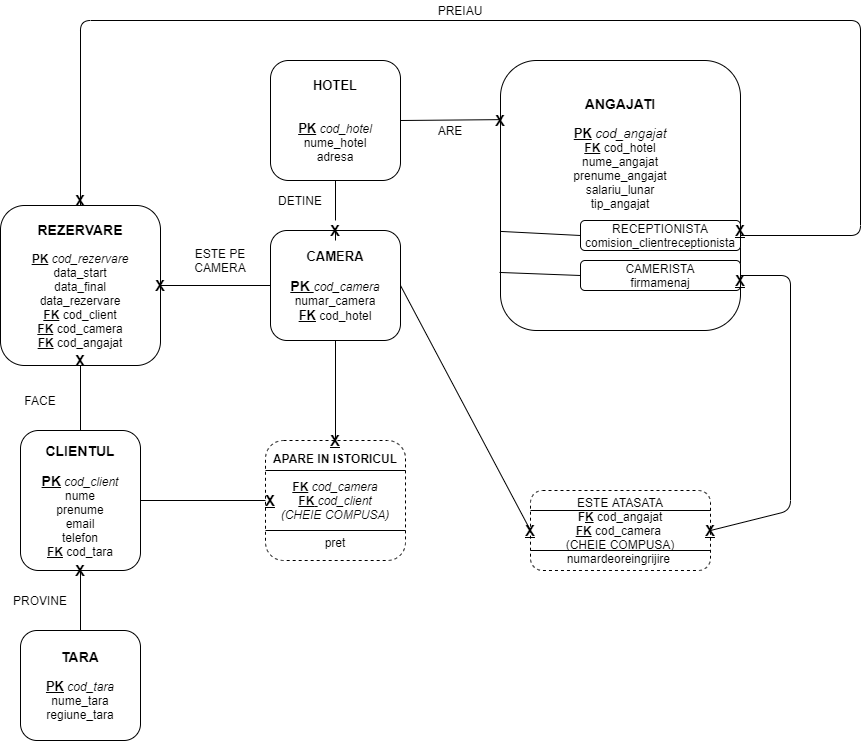 PREIAU
HOTEL
PK cod_hotel
nume_hotel
adresa
ARE
X
ANGAJATI
PK cod_angajat
FK cod_hotel
nume_angajat
prenume_angajat
salariu_lunar
tip_angajat
RECEPTIONISTA
comision_clientreceptionista
X
CAMERISTA
firmamenaj
X
DETINE
X
X
REZERVARE
PK cod_rezervare
data_start
data_final
data_rezervare
FK cod_client
FK cod_camera
FK cod_angajat
X
ESTE PE
CAMERA
X
CAMERA
PK cod_camera
numar_camera
FK cod_hotel
FACE
CLIENTUL
PK cod_client
nume
prenume
email
telefon
FK cod_tara
X
X
APARE IN ISTORICUL
FK cod_camera
X
FK cod_client
(CHEIE COMPUSA)
pret
ESTE ATASATA
FK cod_angajat
X
FK cod_camera
X
(CHEIE COMPUSA)
numardeoreingrijire
PROVINE
TARA
PK cod_tara
nume_tara
regiune_tara